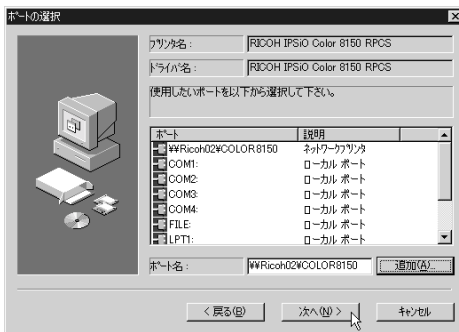 ポートの選択
プリンタ名： RICOH IPSiO Color 8150 RPCS
ドライバ名： RICOH IPSiO Color 8150 RPCS
使用したいポートを以下から選択して下さい。
ポート 説明
¥¥Ricoh02¥COLOR8150 ネットワークプリンタ
COM1: ローカル ポート
COM2: ローカル ポート
COM3: ローカル ポート
COM4: ローカル ポート
FILE: ローカル ポート
LPT1: ローカル ポート
ポート名： ¥¥Ricoh02¥COLOR8150 追加(A)...
< 戻る(B) 次へ(N) > キャンセル